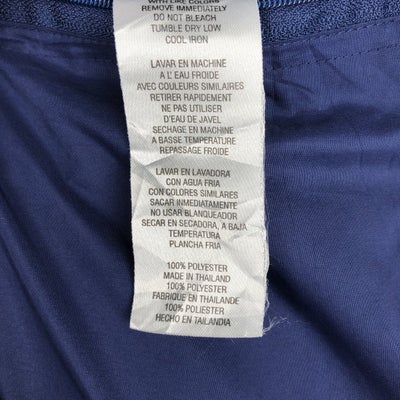 WITH LIKE COLORS
REMOVE IMMEDIATELY
DO NOT BLEACH
TUMBLE DRY LOW
COOL IRON
LAVAR EN MACHINE
A L' EAU FROIDE
AVEC COULEURS SIMILAIRES
RETIRER RAPIDEMENT
NE PAS UTILISER
D'EAU DE JAVEL
SECHAGE EN MACHINE
A BASSE TEMPERATURE
REPASSAGE FROIDE
LAVAR EN LAVADORA
CON AGUA FRIA
CON COLORES SIMILARES
SACAR INMEDIATAMENTE
NO USAR BLANQUEADOR
SECAR EN SECADORA, A BAJA
TEMPERATURA
PLANCHA FRIA
100% POLYESTER
MADE IN THAILAND
100% POLYESTER
FABRIQUE EN THAILANDE
100% POLIESTER
HECHO EN TAILANDIA